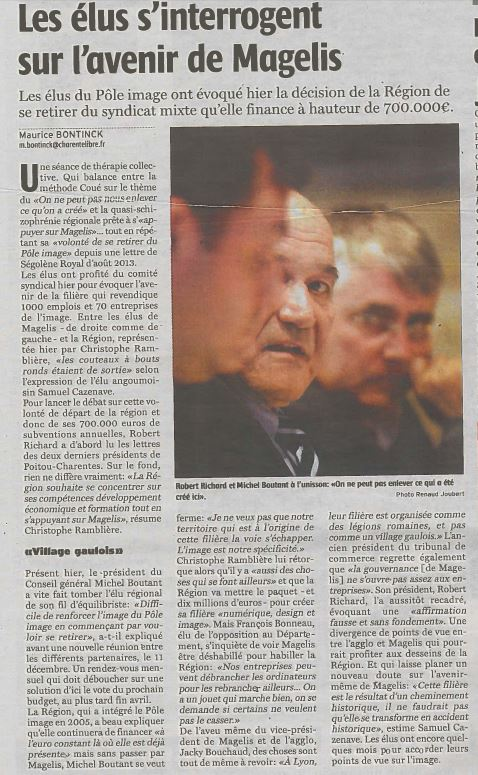 Les élus s’interrogent
sur l’avenir de Magelis
Les élus du Pôle image ont évoqué hier la décision de la Région de
se retirer du syndicat mixte qu’elle finance à hauteur de 700.000€.
Maurice BONTINCK
m.bontinck@charentelibre.fr
Une séance de thérapie collec-
tive. Qui balance entre la
méthode Coué sur le thème
du «On ne peut pas nous enlever
ce qu’on a créé» et la quasi-schi-
zophrénie régionale prête à s’«ap-
puyer sur Magelis»... tout en répé-
tant sa «volonté de se retirer du
Pôle image» depuis une lettre de
Ségolène Royal d’août 2013.
Les élus ont profité du comité
syndical hier pour évoquer l’ave-
nir de la filière qui revendique
1000 emplois et 70 entreprises
de l’image. Entre les élus de
Magelis - de droite comme de
gauche - et la Région, représen-
tée hier par Christophe Ram-
blière, «les couteaux à bouts
ronds étaient de sortie» selon
l’expression de l’élu angoumoi-
sin Samuel Cazenave.
Pour lancer le débat sur cette vo-
lonté de départ de la région et
donc de ses 700.000 euros de
subventions annuelles, Robert
Richard a d’abord lu les lettres
des deux derniers présidents de
Poitou-Charentes. Sur le fond,
rien ne diffère vraiment: «La Ré-
gion souhaite se concentrer sur
ses compétences développement
économique et formation tout en
s’appuyant sur Magelis», résume
Christophe Ramblière.
«Village gaulois»
Présent hier, le président du
Conseil général Michel Boutant
a vite fait tomber l’élu régional
de son fil d’équilibriste: «Diffi-
cile de renforcer l’image du Pôle
image en commençant par vou-
loir se retirer», a-t-il expliqué
avant une nouvelle réunion entre
les différents partenaires, le 11
décembre. Un rendez-vous men-
suel qui doit déboucher sur une
solution d’ici le vote du prochain
budget, au plus tard fin avril.
La Région, qui a intégré le Pôle
image en 2005, a beau expliquer
qu’elle continuera de financer «à
l’euro constant là où elle est déjà
présente» mais sans passer par
Magelis, Michel Boutant se veut
Robert Richard et Michel Boutant à l’unisson: «On ne peut pas enlever ce qui a été
créé ici».
Photo Renaud Joubert
ferme: «Je ne veux pas que notre
territoire qui est à l’origine de
cette filière la voie s’échapper.
L’image est notre spécificité.»
Christophe Ramblière lui rétor-
que alors qu’il y a «aussi des cho-
ses qui se font ailleurs» et que la
Région va mettre le paquet - et
dix millions d’euros - pour créer
sa filière «numérique, design et
image». Mais François Bonneau,
élu de l’opposition au Départe-
ment, s’inquiète de voir Magelis
être déshabillé pour habiller la
Région: «Nos entreprises peu-
vent débrancher les ordinateurs
pour les rebrancher ailleurs... On
a un jouet qui marche bien, on se
demande si certains ne veulent
pas le casser.»
De l’aveu même du vice-prési-
dent de Magelis et de l’agglo,
Jacky Bouchaud, des choses sont
tout de même à revoir: «À Lyon,
leur filière est organisée comme
des légions romaines, et pas
comme un village gaulois.» L’an-
cien président du tribunal de
commerce regrette également
que «la gouvernance [de Mage-
lis] ne s’ouvre pas assez aux en-
treprises». Son président, Robert
Richard, l’a aussitôt recadré,
évoquant une «affirmation
fausse et sans fondement». Une
divergence de points de vue en-
tre l’agglo et Magelis qui pour-
rait profiter aux desseins de la Ré-
gion. Et qui laisse planer un
nouveau doute sur l’avenir-
même de Magelis: «Cette filière
est le résultat d’un cheminement
historique, il ne faudrait pas
qu’elle se transforme en accident
historique», estime Samuel Ca-
zenave. Les élus ont encore quel-
ques mois pour accorder leurs
points de vue sur l’image.